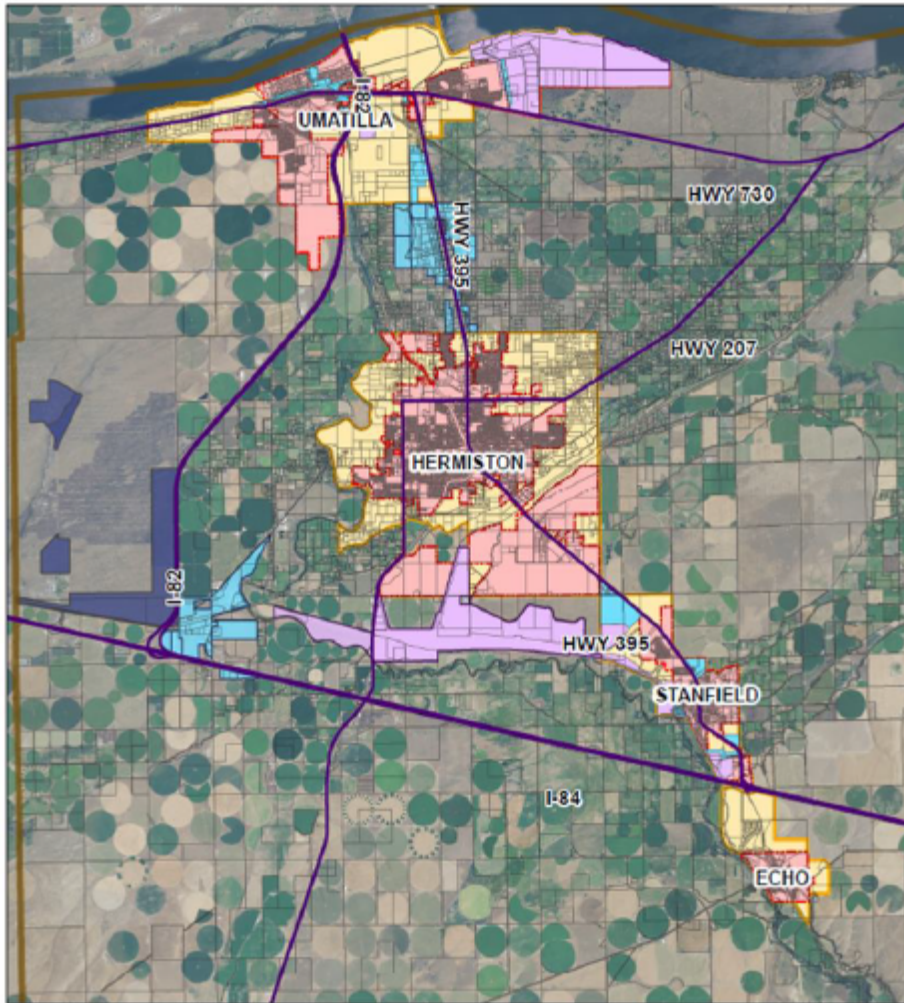 I-82
UMATILLA
HWY 730
HWY 395
HWY 207
HERMISTON
I-82
HWY 395
STANFIELD
I-84
ECHO